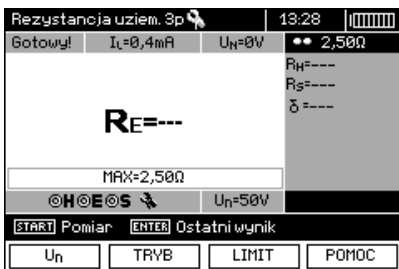 Rezystancja uziem. 3p 13:28
Gotowy! IL=0,4mA UN=0V 2,50Ω
RH=---
RS=---
δ=---
RE=---
MAX=2,50Ω
H E S Un=50V
START Pomiar ENTER Ostatni wynik
Un TRYB LIMIT POMOC